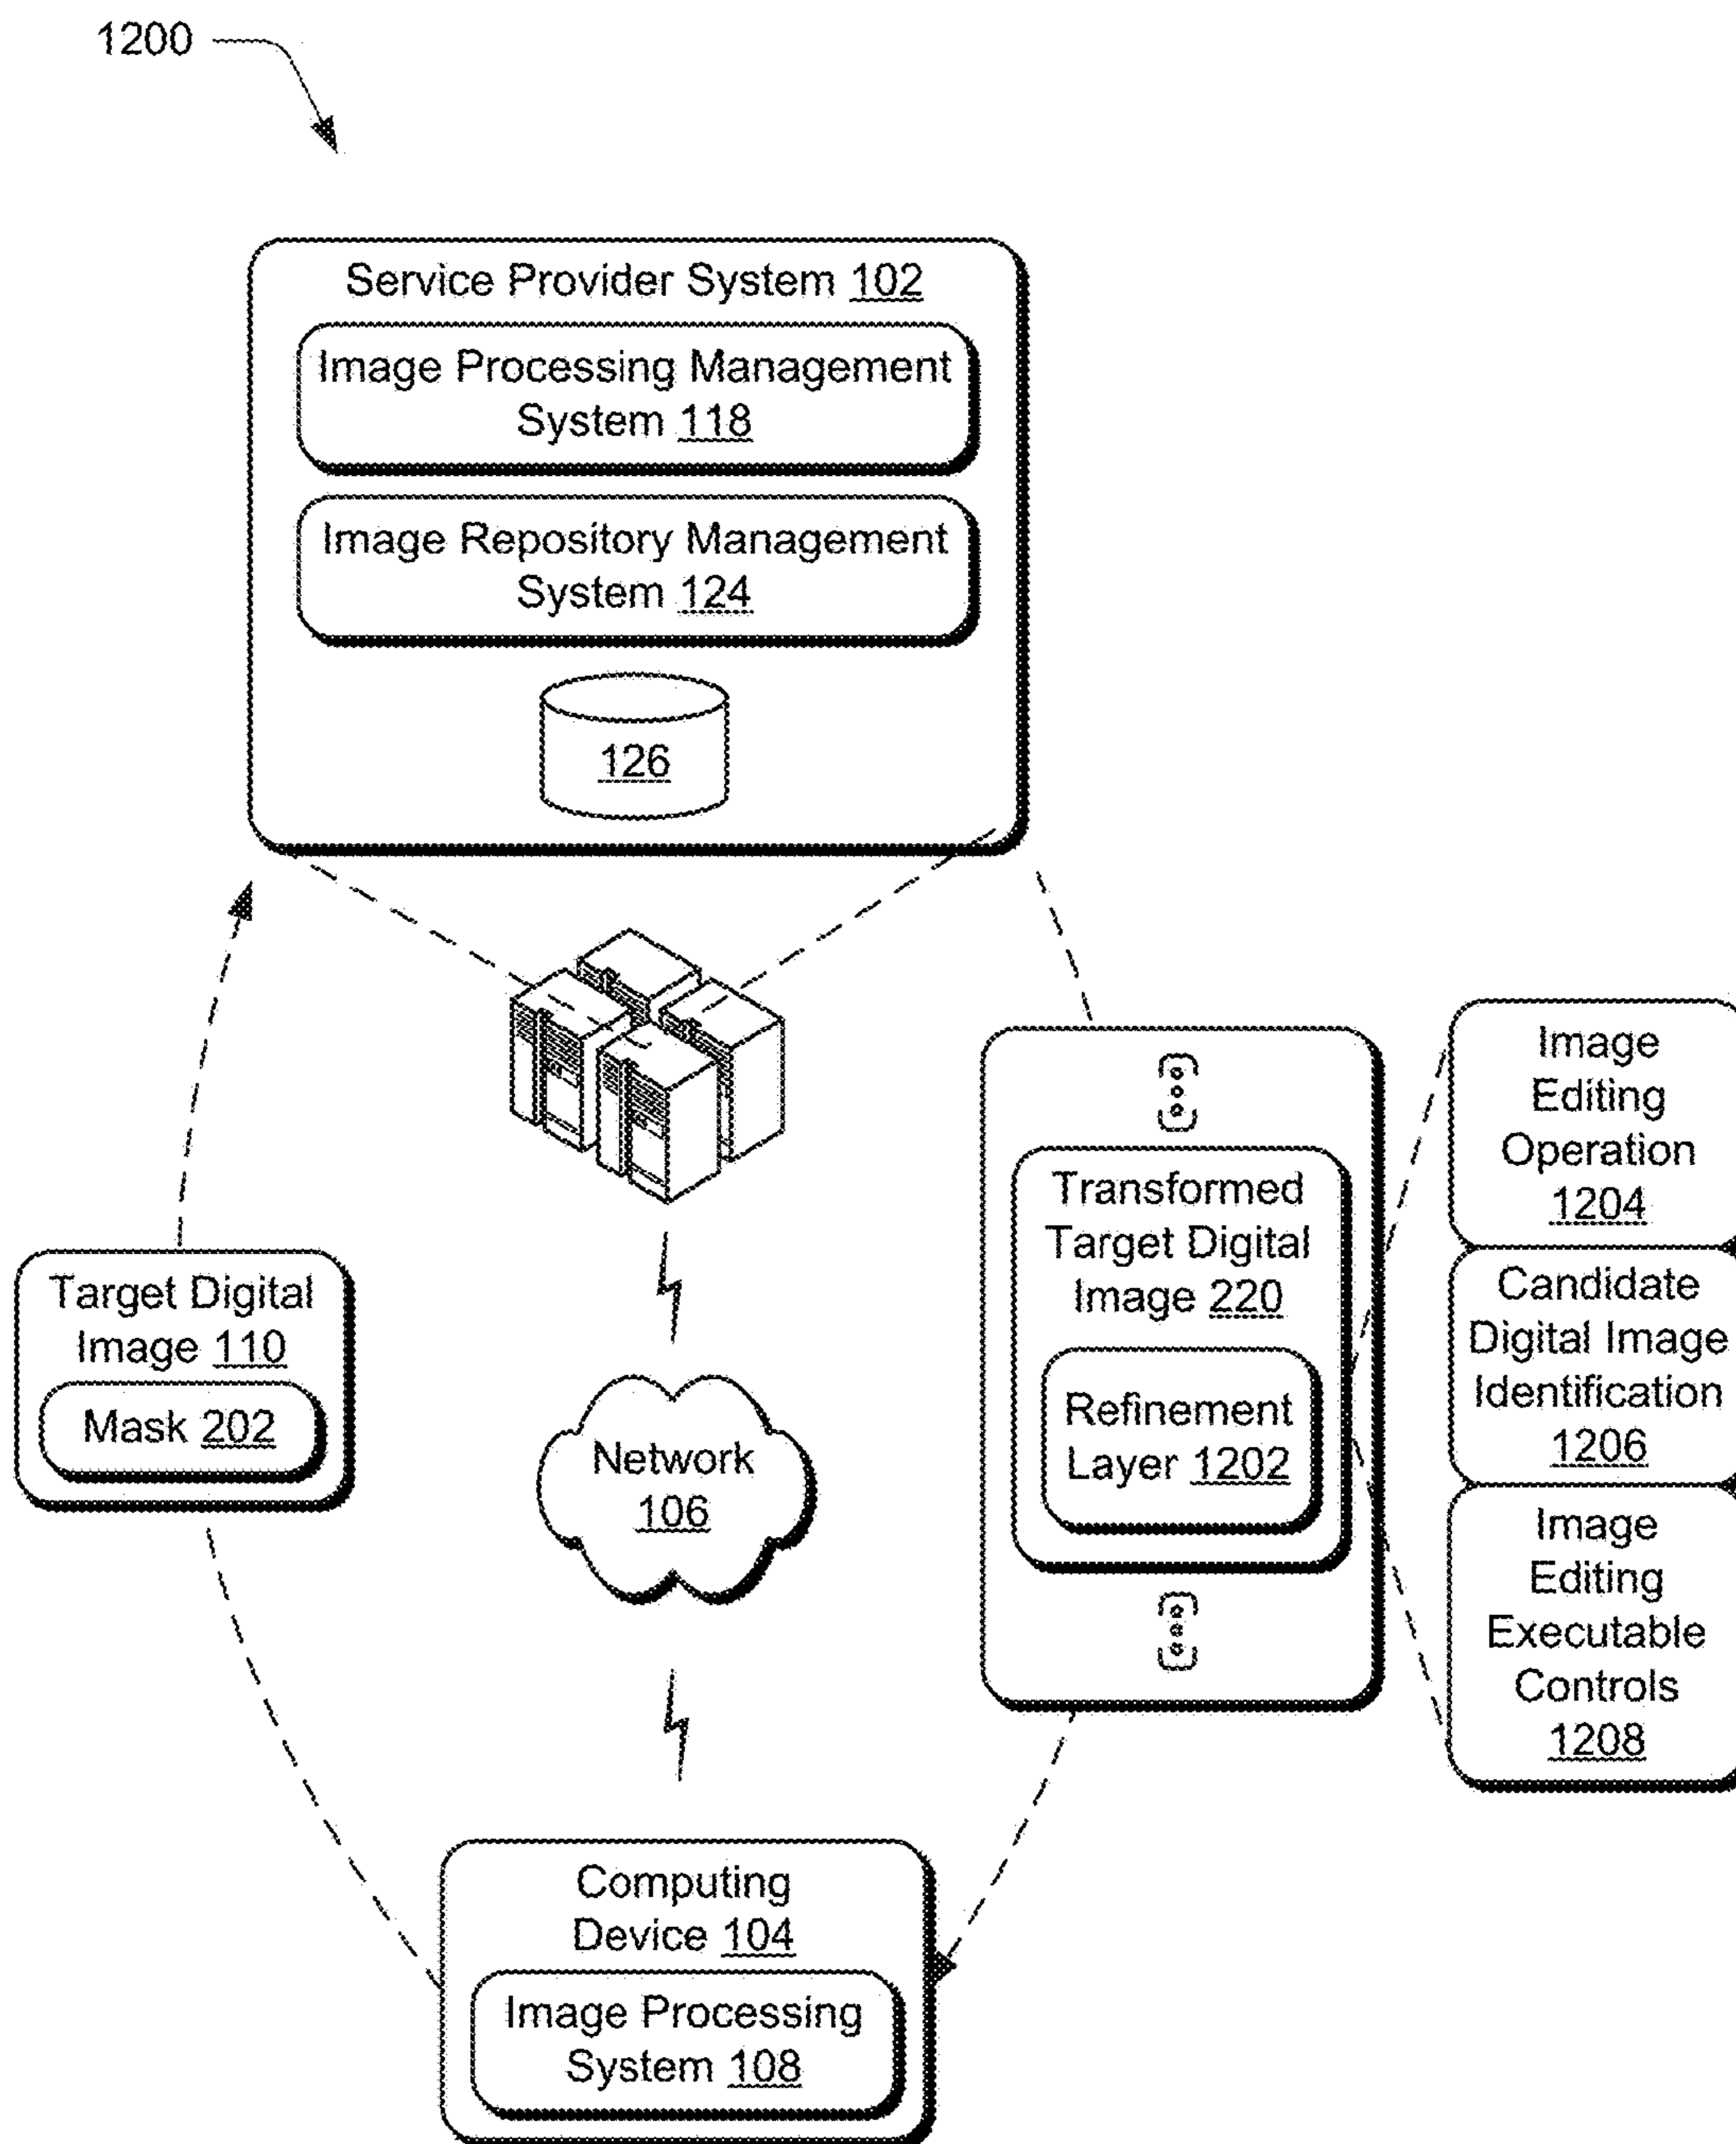 1200
Service Provider System 102
Image Processing Management
System 118
Image Repository Management
System 124
126
Target Digital
Image 110
Mask 202
Network
106
Transformed
Target Digital
Image 220
Refinement
Layer 1202
Image
Editing
Operation
1204
Candidate
Digital Image
Identification
1206
Image
Editing
Executable
Controls
1208
Computing
Device 104
Image Processing
System 108